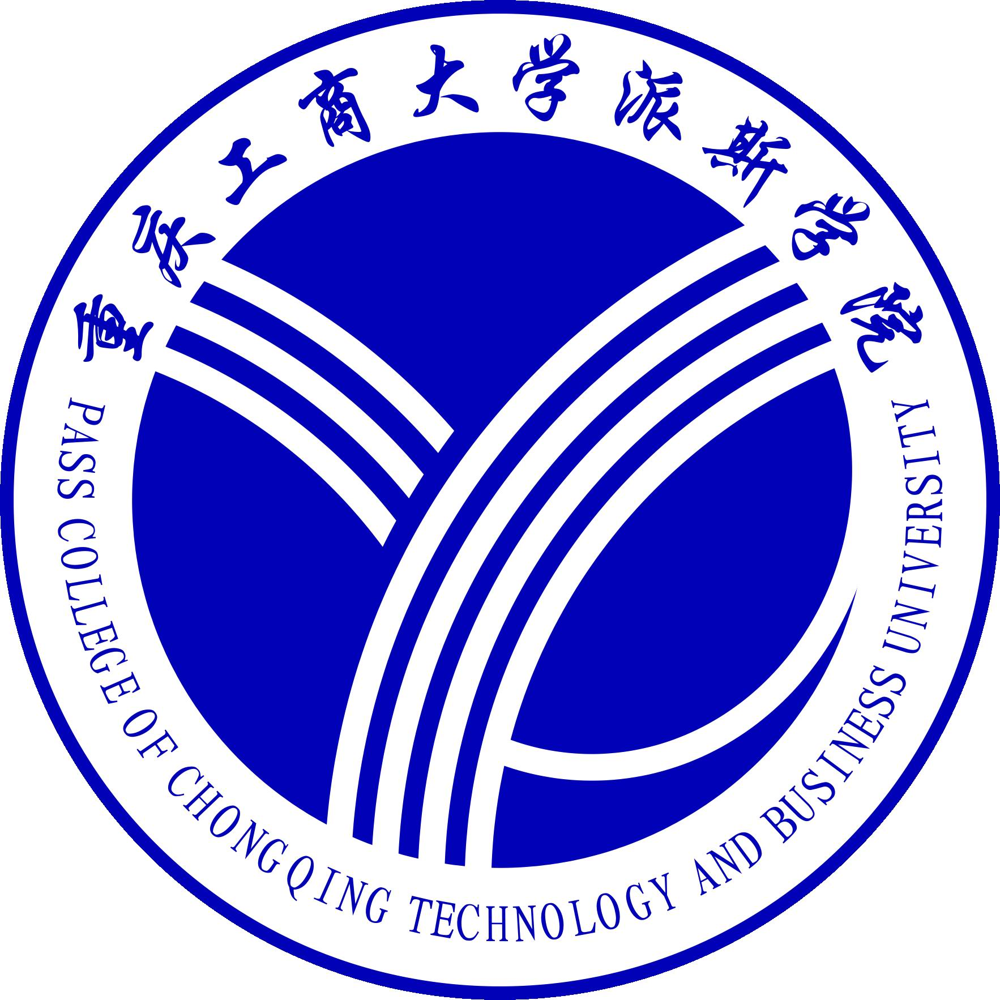 重庆工商大学派斯学院
PASS COLLEGE OF CHONGQING TECHNOLOGY AND BUSINESS UNIVERSITY